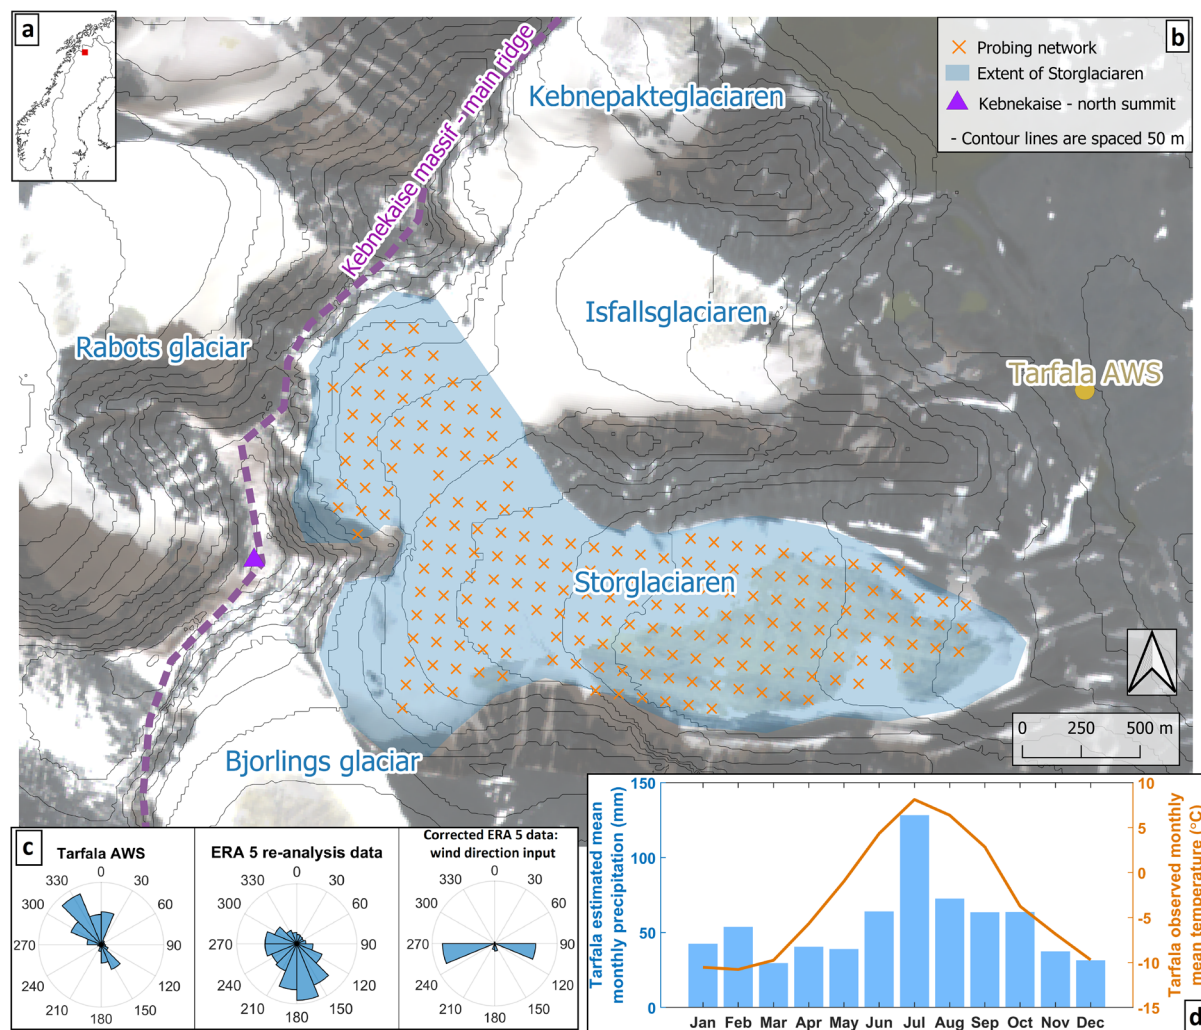 a
b
Probing network
Extent of Storglaciaren
Kebnekaise - north summit
- Contour lines are spaced 50 m
Kebnekaise massif - main ridge
Kebnepakteglaciaren
Isfallsglaciaren
Rabots glaciar
Tarfala AWS
Storglaciaren
Bjorlings glaciar
0 250 500 m
c
Tarfala AWS
0
30
60
90
120
150
180
210
240
270
300
330
ERA 5 re-analysis data
0
30
60
90
120
150
180
210
240
270
300
330
Corrected ERA 5 data:
wind direction input
0
30
60
90
120
150
180
210
240
270
300
330
Tarfala estimated mean
monthly precipitation (mm)
150
100
50
0
Jan Feb Mar Apr May Jun Jul Aug Sep Oct Nov Dec
10
5
0
-5
-10
-15
Tarfala observed monthly
mean temperature (°C)
d